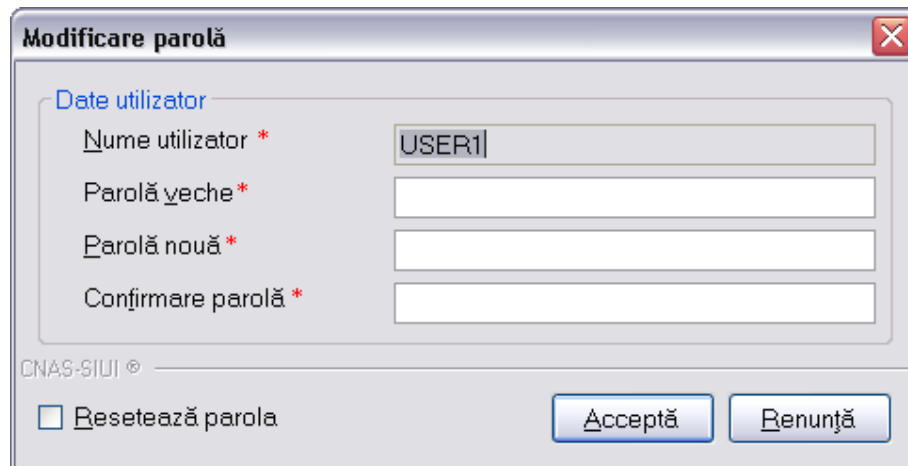 Modificare parolă
Date utilizator
Nume utilizator * USER1
Parolă veche *
Parolă nouă *
Confirmare parolă *
CNAS-SIUI ®
Resetează parola Acceptă Renunţă